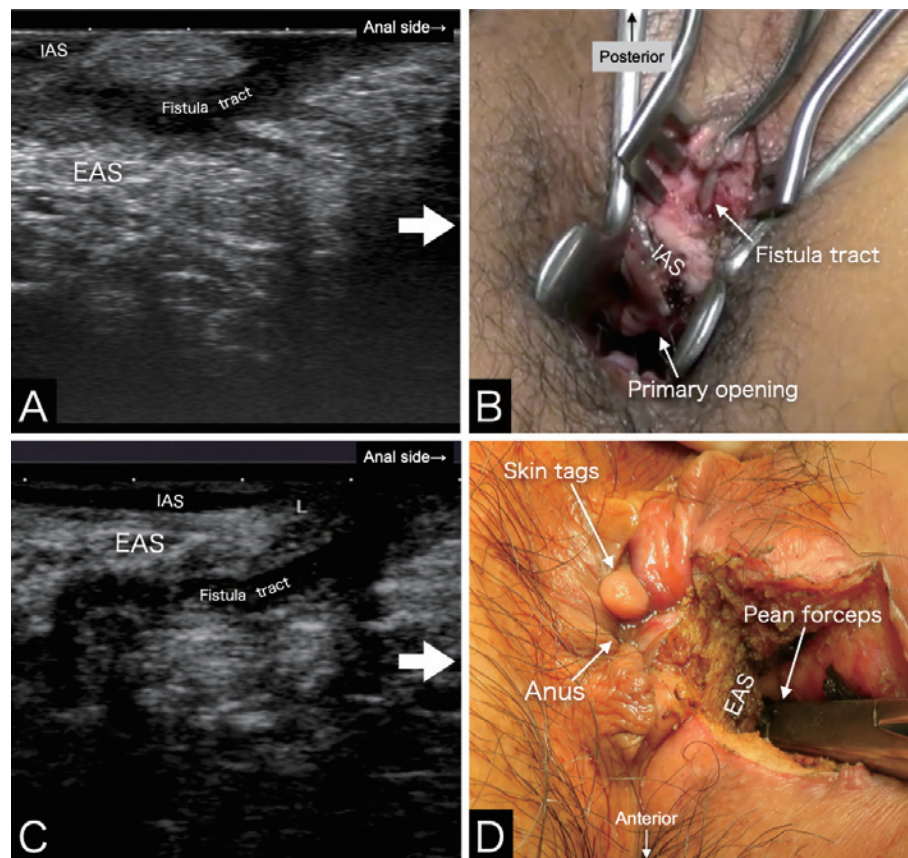 Anal side→
IAS
Fistula tract
EAS
A
Posterior
IAS
Fistula tract
Primary opening
B
Anal side→
IAS
L
EAS
Fistula tract
C
Skin tags
Pean forceps
Anus
EAS
Anterior
D